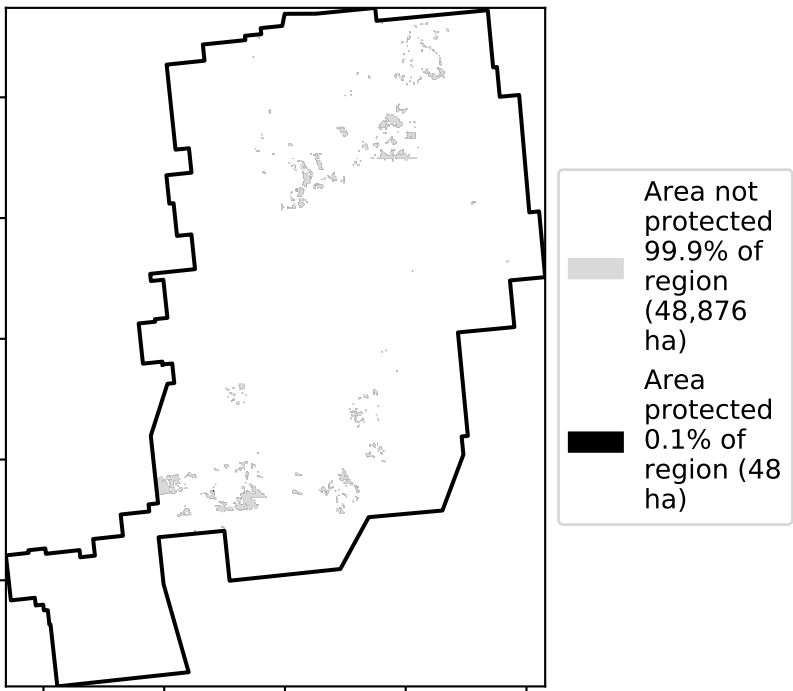 Area not
protected
99.9% of
region
(48,876
ha)
Area
protected
0.1% of
region (48
ha)